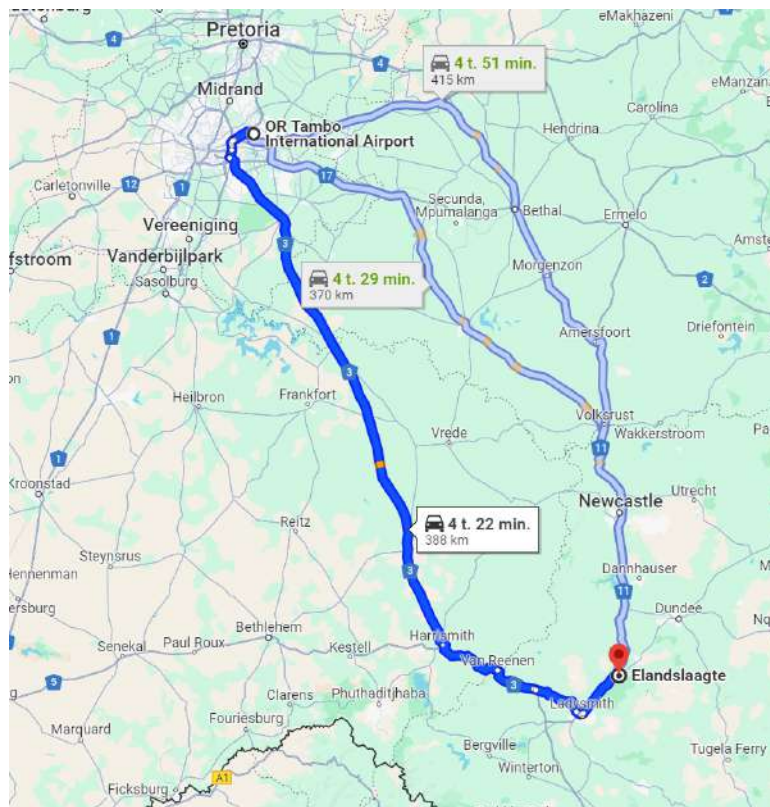 Pretoria
4
4
4 t. 51 min.
415 km
eMakhazeni
eManzana
Midrand
OR Tambo
International Airport
Hendrina
Carolina
Carletonville
12
1
17
Secunda,
Mpumalanga
Bethal
Ermelo
Vereeniging
3
Vanderbijlpark
Sasolburg
4 t. 29 min.
370 km
Morgenzon
2
1
Amersfoort
Driefontein
Heilbron
Frankfort
3
Volksrust
Wakkerstroom
Vrede
11
1
Kroonstad
Newcastle
Utrecht
Reitz
4 t. 22 min.
388 km
Steynsrus
Hennenman
3
Dannhauser
11
Dundee
Senekal
Paul Roux
Bethlehem
Harrismith
Kestell
Van Reenen
5
3
Elandslaagte
Clarens
Phuthaditjhaba
Ladysmith
Fouriesburg
Marquard
Bergville
Winterton
Tugela Ferry
Ficksburg
A1